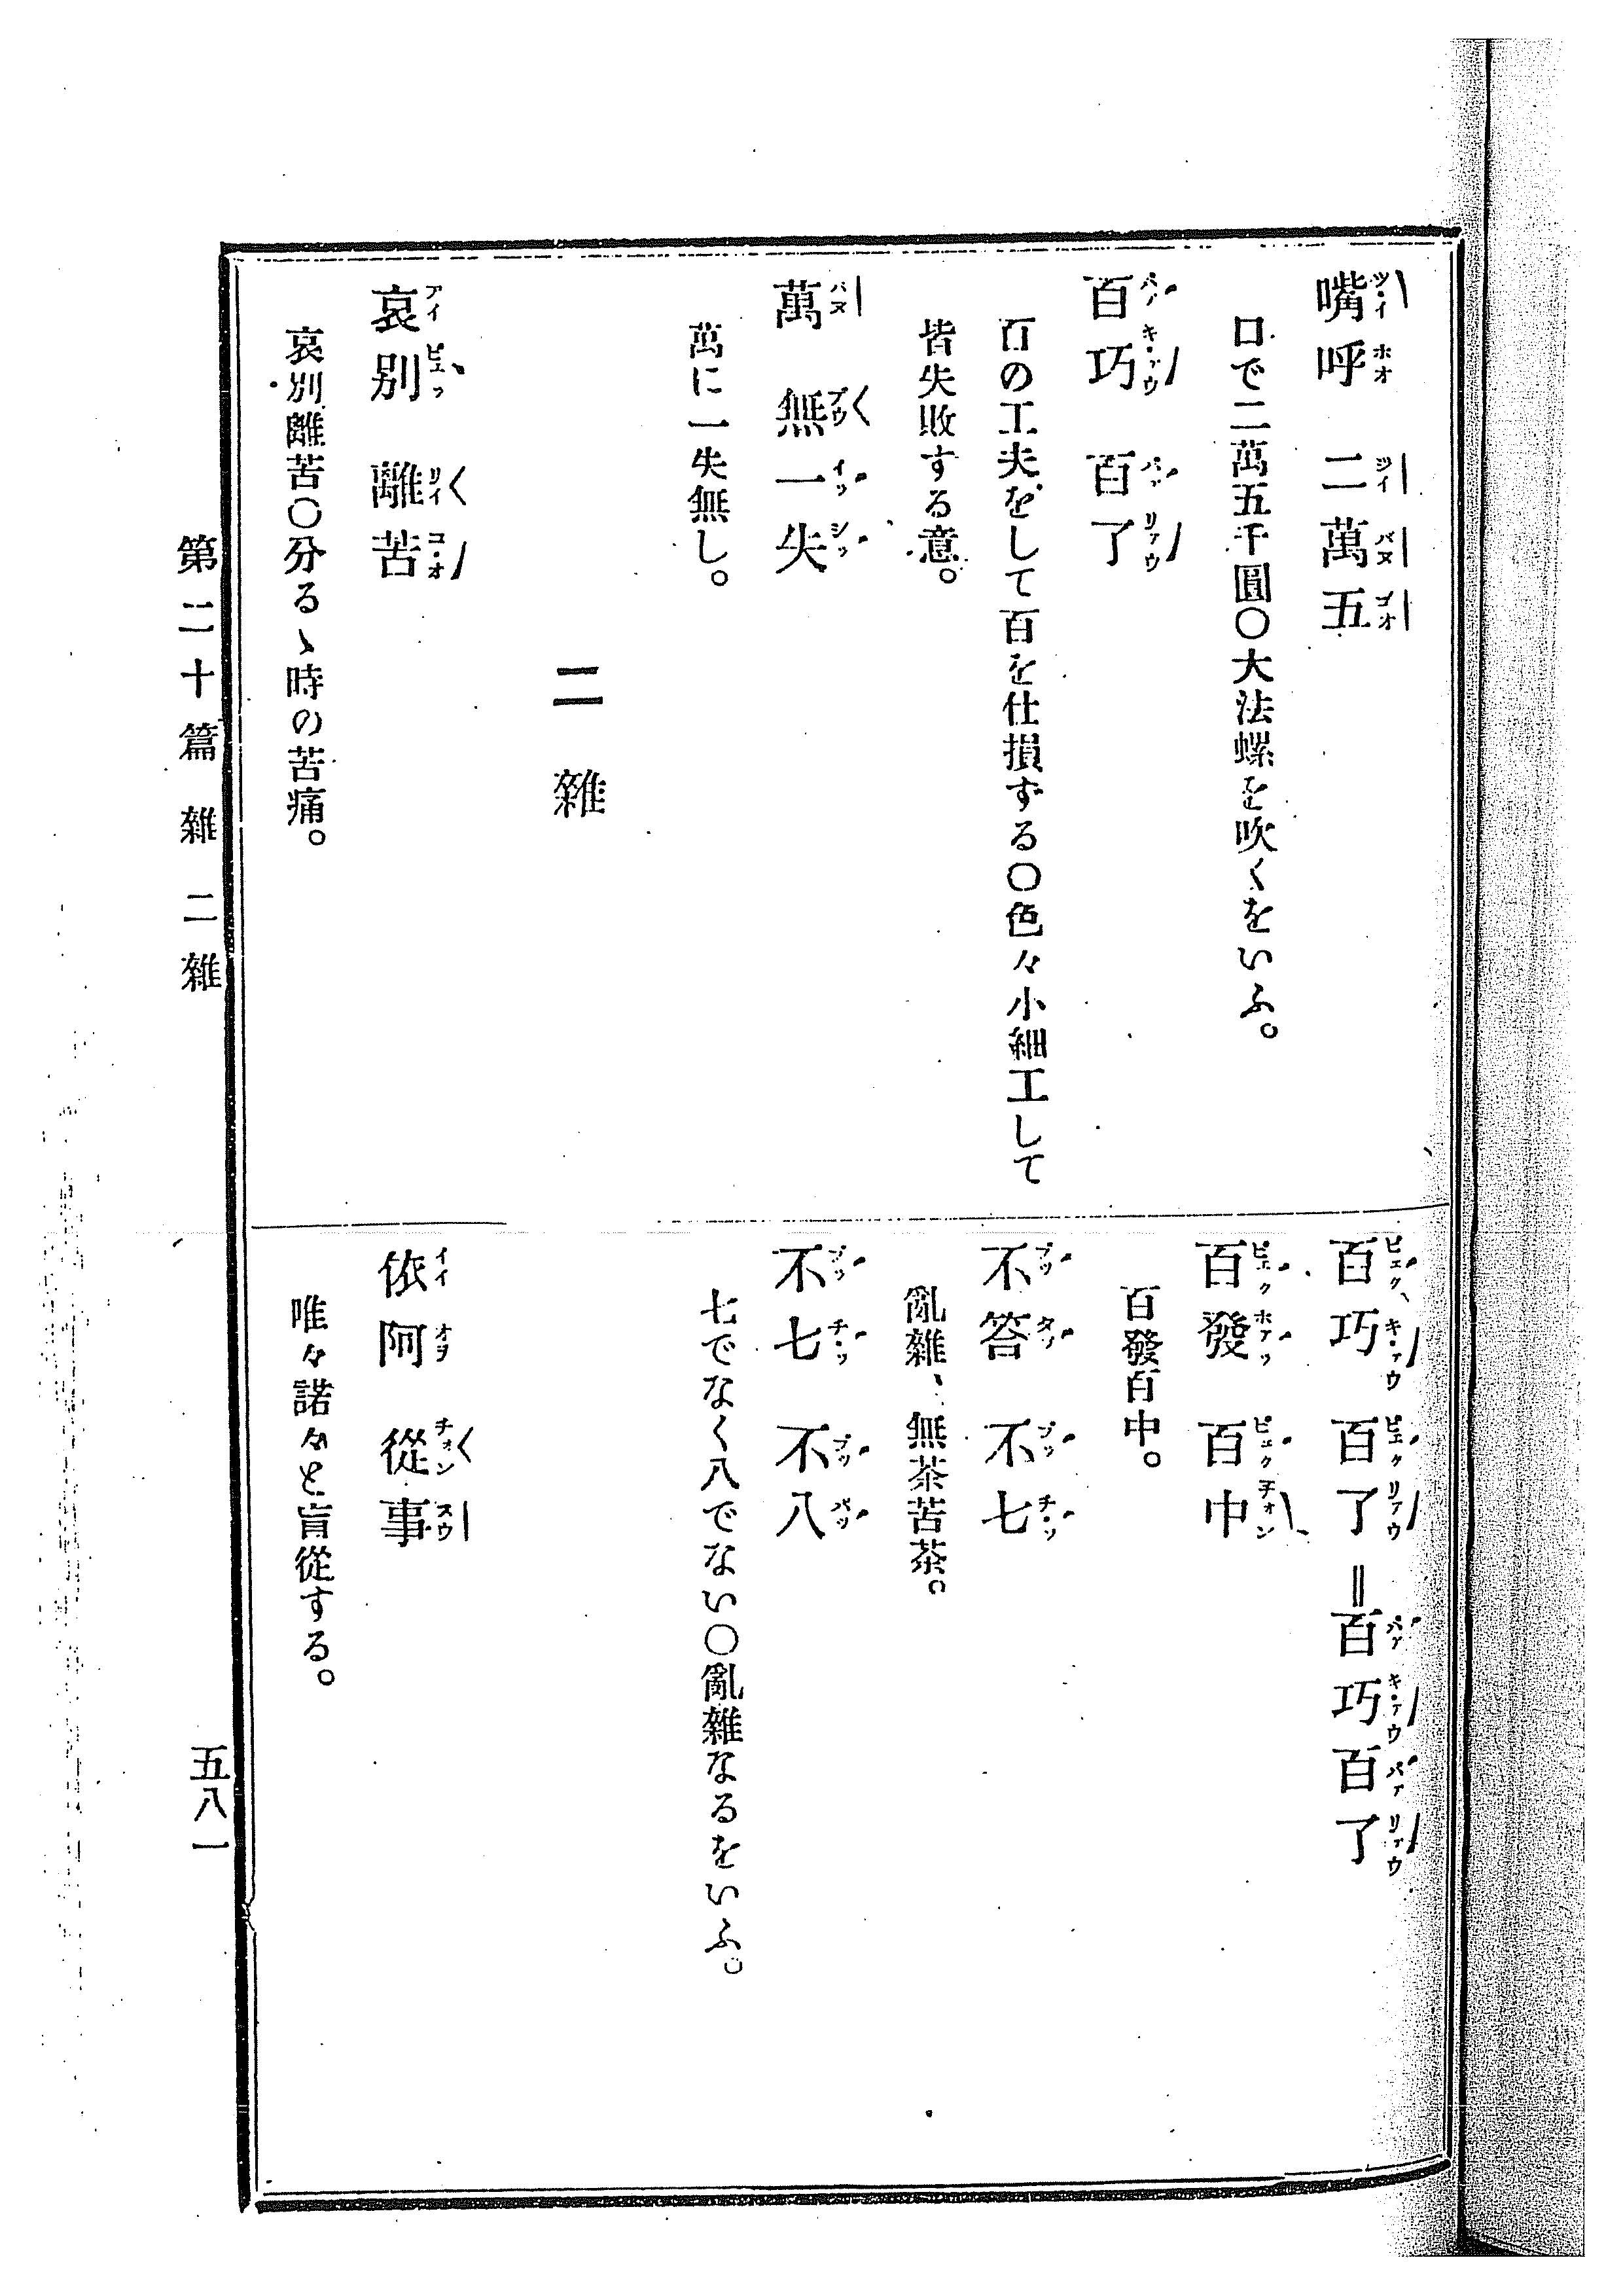 嘴呼　二萬五
口で二萬五千圓〇大法螺を吹くをいふ。
百巧　百了
百の工夫をして百を仕損ずる〇色々小細工して
皆失敗する意。
萬　無一失
萬に一失無し。
二　雜
哀別　離苦
哀別離苦〇分るゝ時の苦痛。
百巧　百了＝百巧百了
百發　百中
百發百中。
不答　不七
亂雜、無茶苦茶。
不七　不八
七でなく八でない〇亂雜なるをいふ。
依阿　從事
唯々諾々と盲從する。
第二十篇　雜　二　雜
五八一